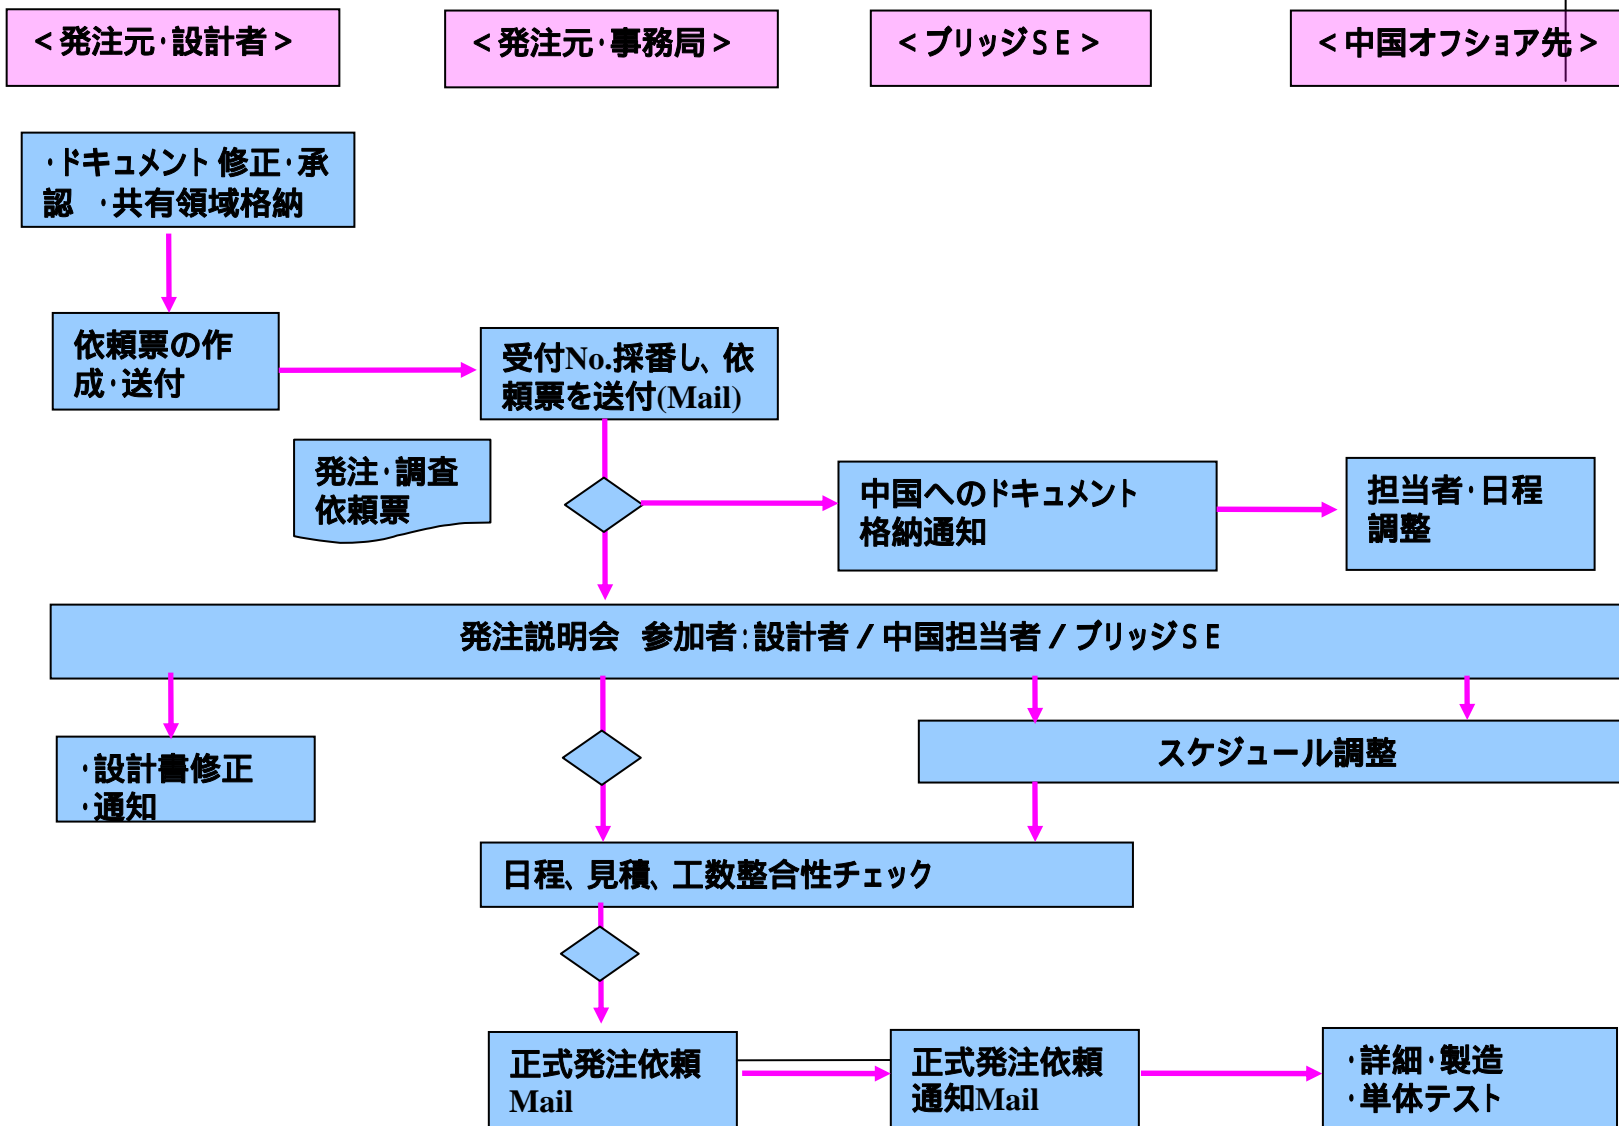 ＜発注元・設計者＞
＜発注元・事務局＞
＜ブリッジＳＥ＞
＜中国オフショア先＞
・ドキュメント 修正・承
認　・共有領域格納
依頼票の作
成・送付
受付No.採番し、依
頼票を送付(Mail)
発注・調査
依頼票
中国へのドキュメント
格納通知
担当者・日程
調整
発注説明会　参加者：設計者／中国担当者／ブリッジＳＥ
・設計書修正
・通知
スケジュール調整
日程、見積、工数整合性チェック
正式発注依頼
Mail
正式発注依頼
通知Mail
・詳細・製造
・単体テスト